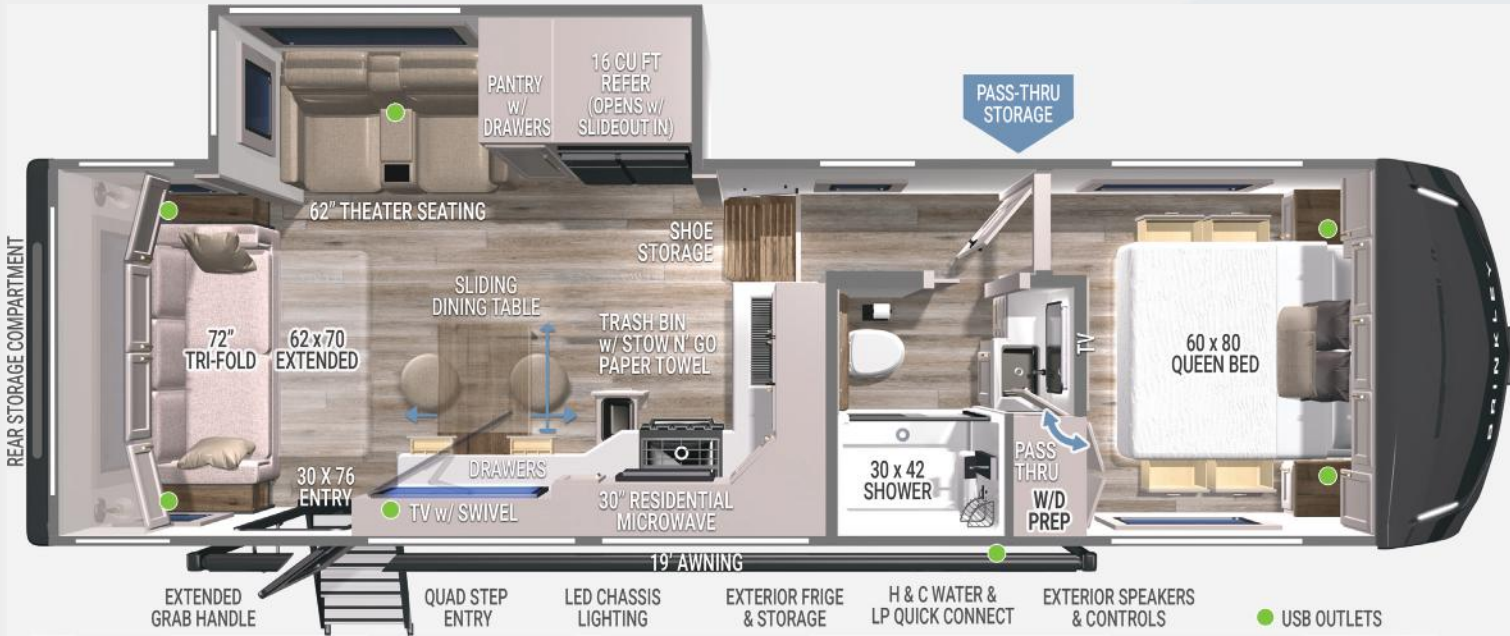 PANTRY
w/
DRAWERS
16 CU FT
REFER
(OPENS w/
SLIDEOUT IN)
PASS-THRU
STORAGE
62" THEATER SEATING
SHOE
STORAGE
REAR STORAGE COMPARTMENT
72"
TRI-FOLD
62 x 70
EXTENDED
SLIDING
DINING TABLE
TRASH BIN
w/ STOW N' GO
PAPER TOWEL
TV
60 x 80
QUEEN BED
BRINKLEY
30 X 76
ENTRY
DRAWERS
TV w/ SWIVEL
30" RESIDENTIAL
MICROWAVE
30 x 42
SHOWER
PASS
THRU
W/D
PREP
19' AWNING
EXTENDED
GRAB HANDLE
QUAD STEP
ENTRY
LED CHASSIS
LIGHTING
EXTERIOR FRIGE
& STORAGE
H & C WATER &
LP QUICK CONNECT
EXTERIOR SPEAKERS
& CONTROLS
USB OUTLETS